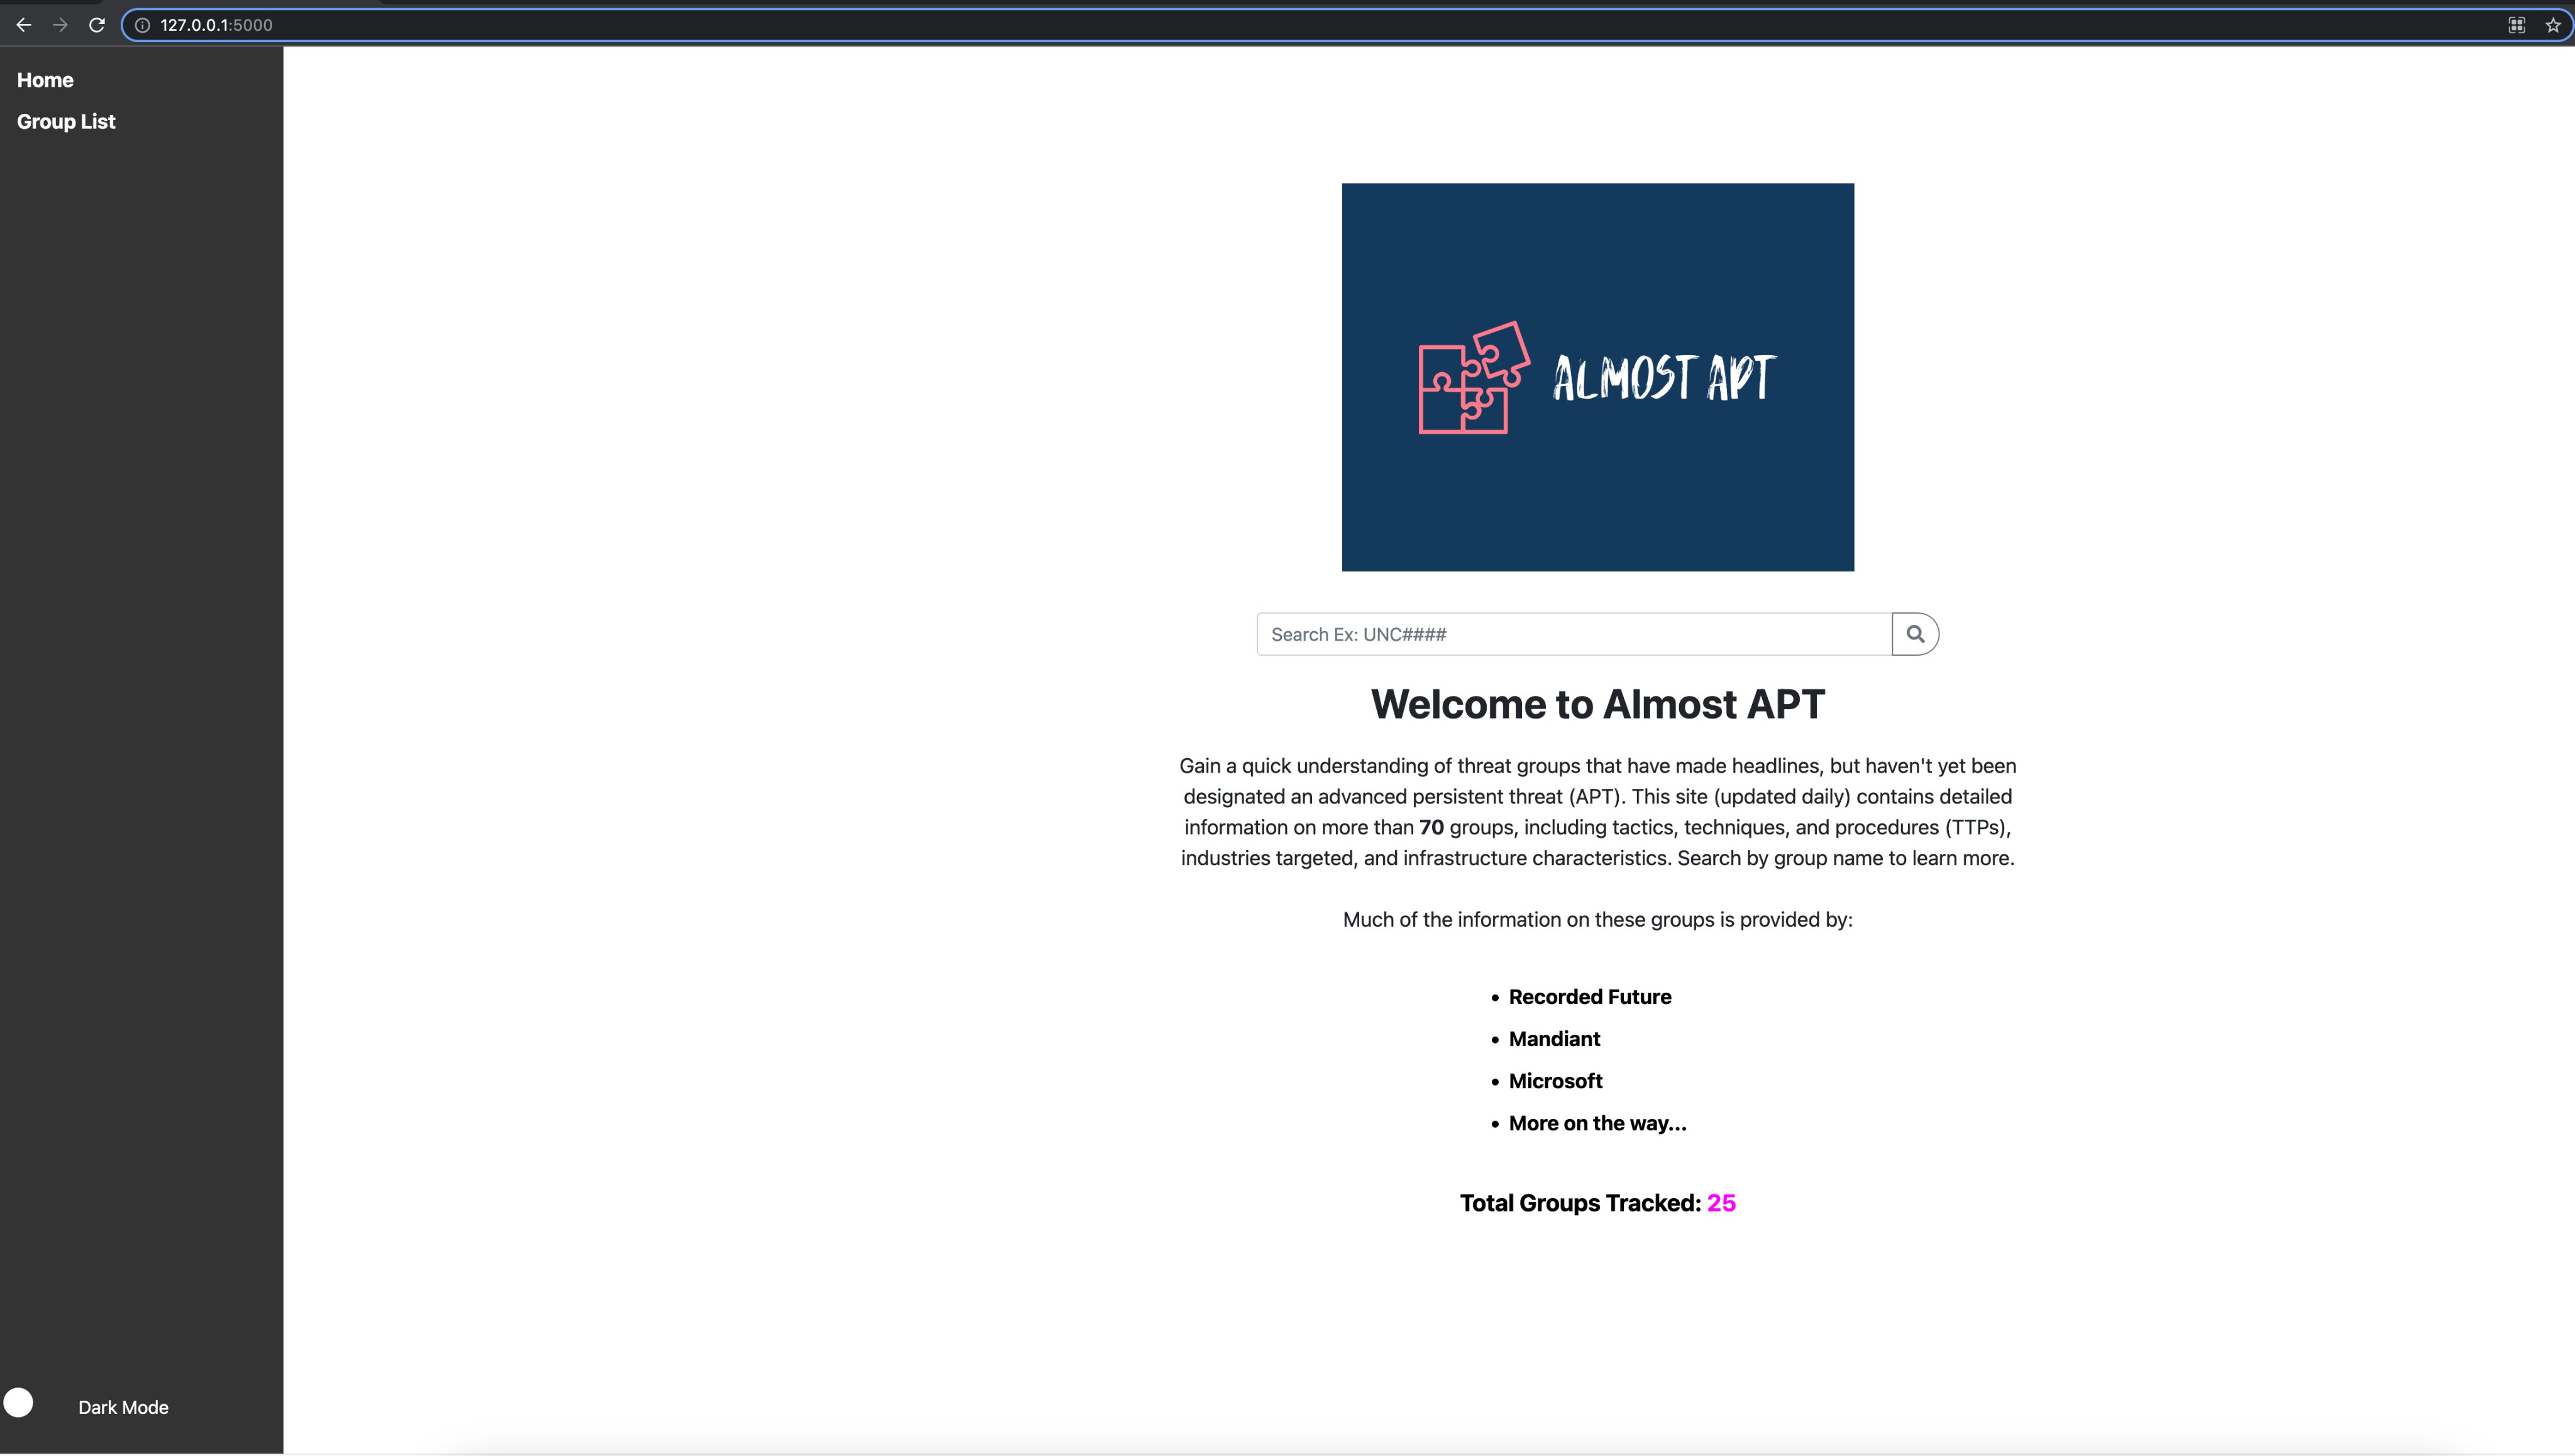 127.0.0.1:5000
Home
Group List
ALMOST APT
Search Ex: UNC####
Welcome to Almost APT
Gain a quick understanding of threat groups that have made headlines, but haven't yet been
designated an advanced persistent threat (APT). This site (updated daily) contains detailed
information on more than 70 groups, including tactics, techniques, and procedures (TTPs),
industries targeted, and infrastructure characteristics. Search by group name to learn more.
Much of the information on these groups is provided by:
• Recorded Future
• Mandiant
• Microsoft
• More on the way...
Total Groups Tracked: 25
Dark Mode